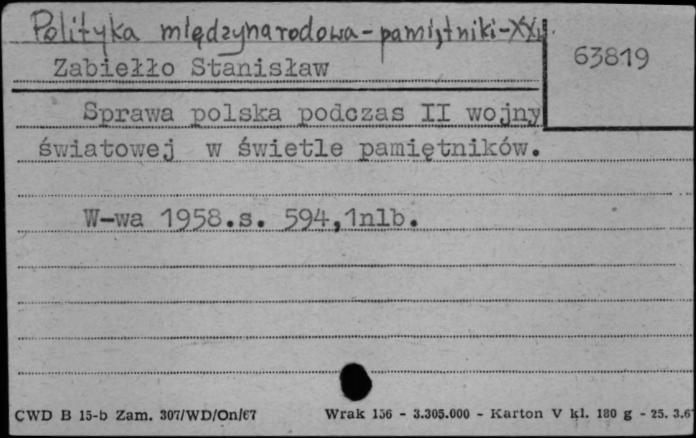 Polityka międzynarodowa - pamiętniki - XX w.
63819
Zabiełło Stanisław
Sprawa polska podczas II wojny
światowej w świetle pamiętników.
W-wa 1958.s. 594,1nlb.
CWD B 15-b Zam. 307/WD/On/67 Wrak 156 - 3.305.000 - Karton V kl. 180 g - 25. 3.67